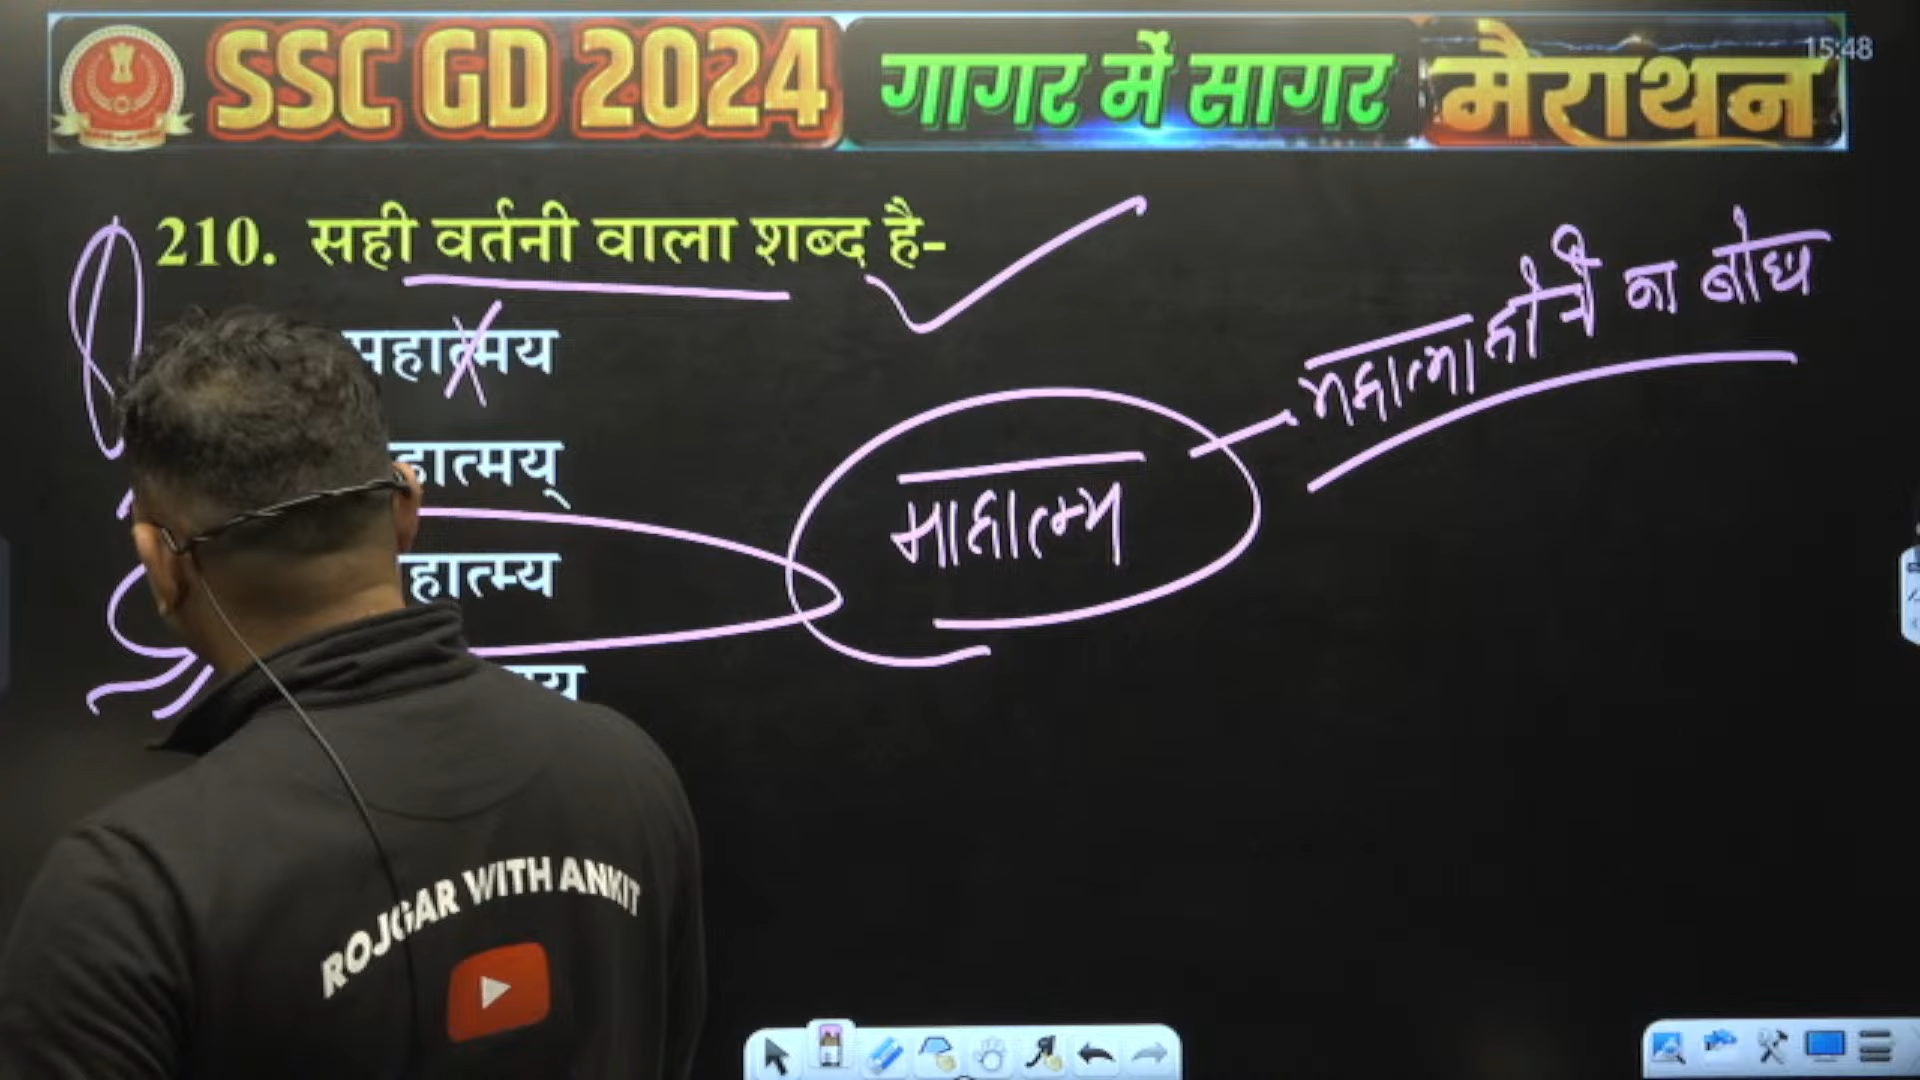 SSC GD 2024 गागर में सागर मैराथन
15:48
210. सही वर्तनी वाला शब्द है-
महात्मय
हात्मय्
हात्म्य
माहात्म्य
महात्मा होने का बोध
ROJGAR WITH ANKIT